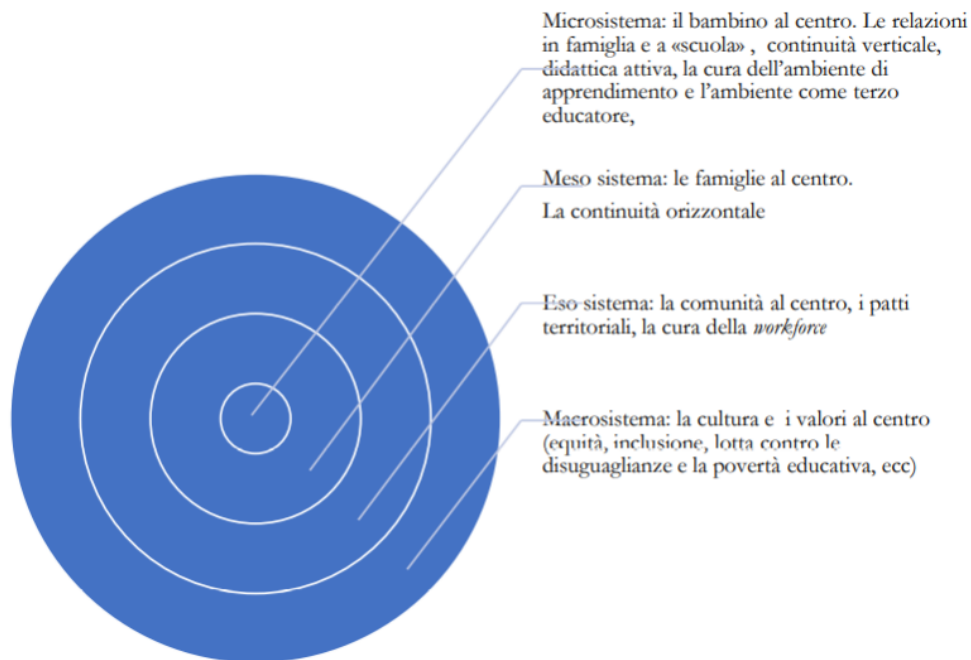 Microsistema: il bambino al centro. Le relazioni
in famiglia e a «scuola» , continuità verticale,
didattica attiva, la cura dell'ambiente di
apprendimento e l'ambiente come terzo
educatore,
Meso sistema: le famiglie al centro.
La continuità orizzontale
Eso sistema: la comunità al centro, i patti
territoriali, la cura della workforce
Macrosistema: la cultura e i valori al centro
(equità, inclusione, lotta contro le
disuguaglianze e la povertà educativa, ecc)